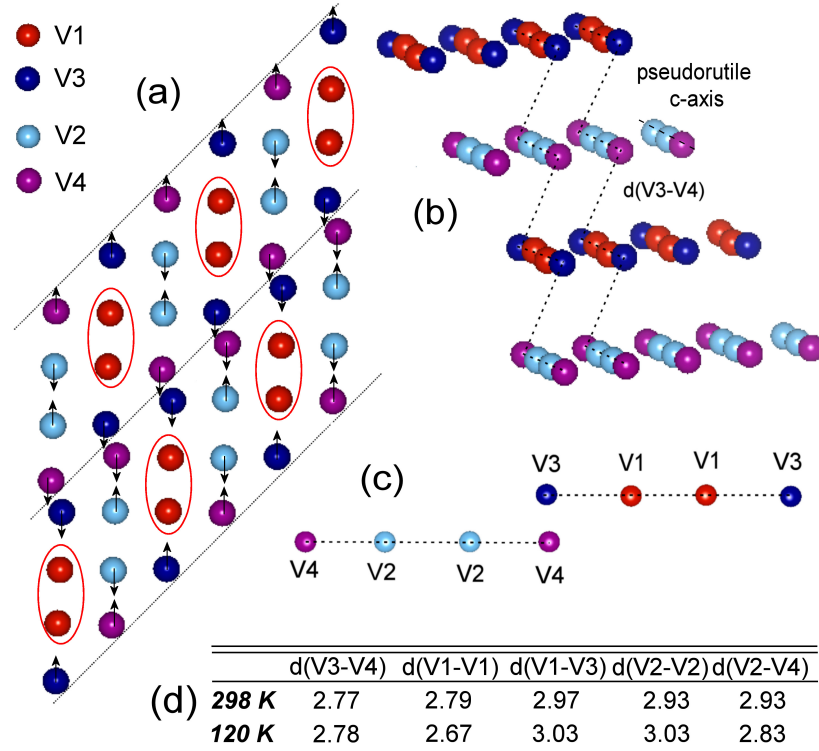 V1
V3
V2
V4
(a)
pseudorutile
c-axis
d(V3-V4)
(b)
(c)
V3 V1 V1 V3
V4 V2 V2 V4
(d)
d(V3-V4) d(V1-V1) d(V1-V3) d(V2-V2) d(V2-V4)
298 K 2.77 2.79 2.97 2.93 2.93
120 K 2.78 2.67 3.03 3.03 2.83